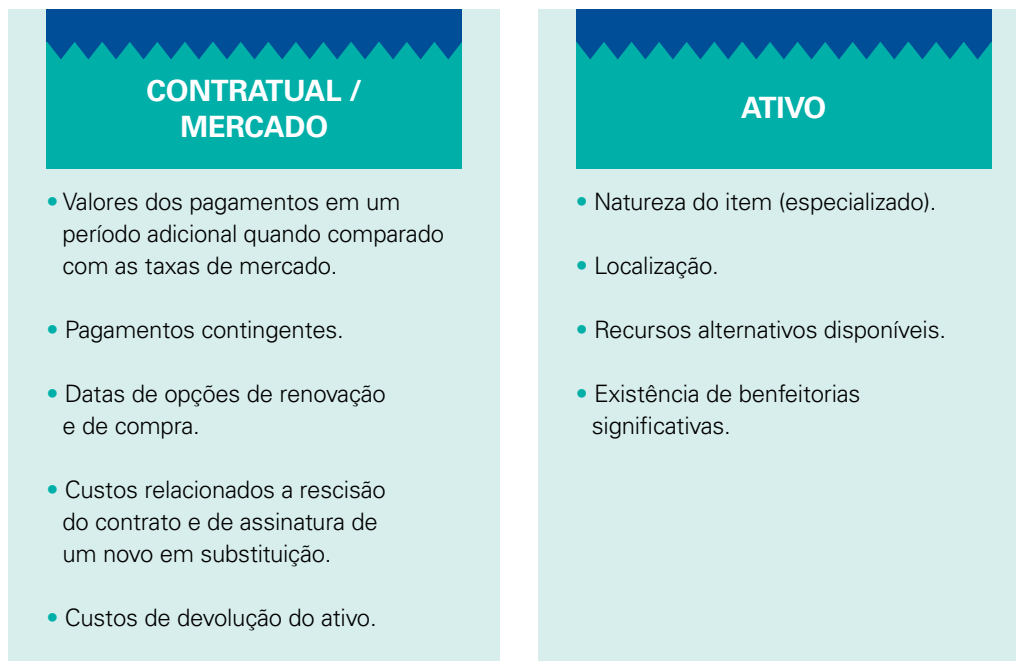 CONTRATUAL /
MERCADO
• Valores dos pagamentos em um
período adicional quando comparado
com as taxas de mercado.
• Pagamentos contingentes.
• Datas de opções de renovação
e de compra.
• Custos relacionados a rescisão
do contrato e de assinatura de
um novo em substituição.
• Custos de devolução do ativo.
ATIVO
• Natureza do item (especializado).
• Localização.
• Recursos alternativos disponíveis.
• Existência de benfeitorias
significativas.